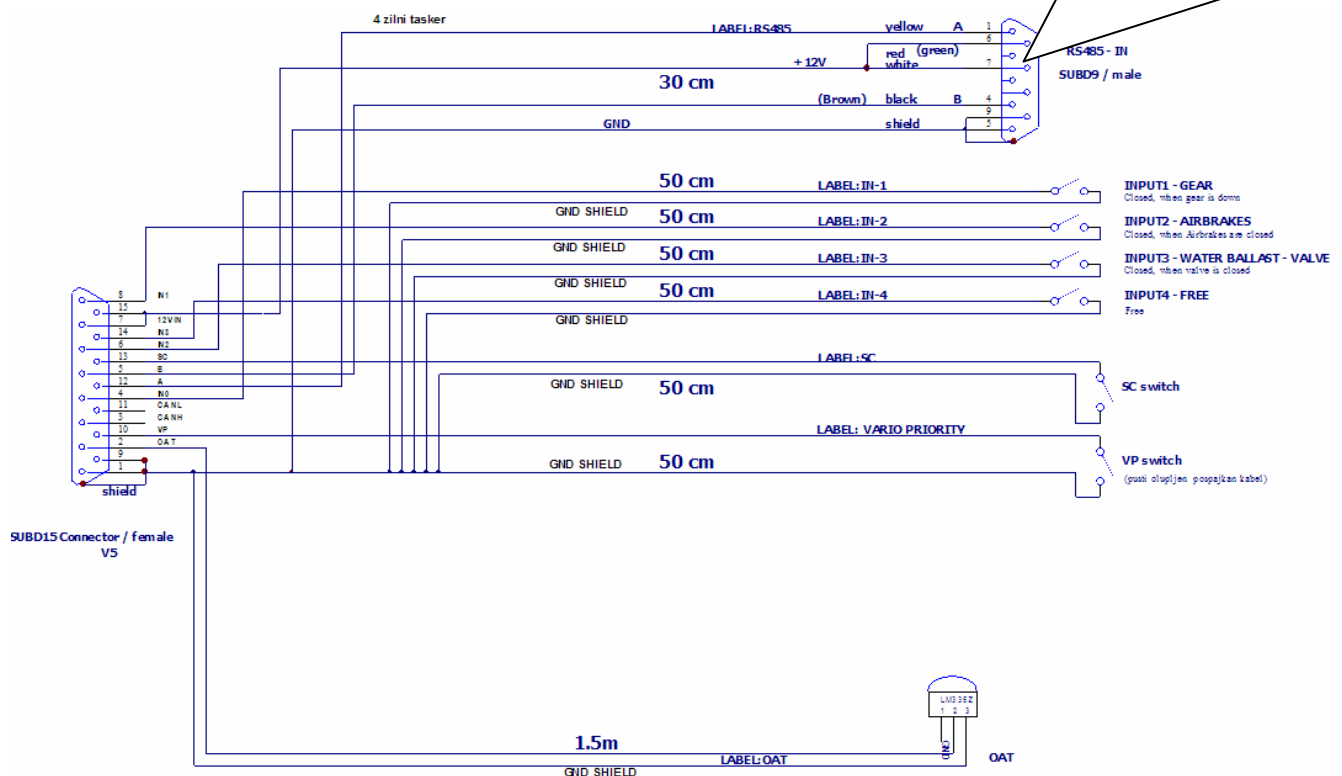 4 zilni tasker
LABEL:RS485
yellow A 1
6
(green)
red
white
+12V
7
RS485 - IN
SUBD9 / male
30 cm
(Brown) black B 4
9
GND
shield
5
50 cm
LABEL:IN-1
INPUT1 - GEAR
Closed, when gear is down
GND SHIELD
50 cm
LABEL:IN-2
INPUT2 - AIRBRAKES
Closed, when Airbrakes are closed
GND SHIELD
50 cm
LABEL:IN-3
INPUT3 - WATER BALLAST - VALVE
Closed, when valve is closed
GND SHIELD
50 cm
LABEL:IN-4
INPUT4 - FREE
Free
GND SHIELD
8 IN1
15
7 12VIN
14 IN3
6 IN2
13 SC
5 B
12 A
4 IN0
11 CANL
3 CANH
10 VP
2 OAT
9
1
shield
SUBD15 Connector / female
V5
LABEL:SC
GND SHIELD
50 cm
SC switch
LABEL: VARIO PRIORITY
GND SHIELD
50 cm
VP switch
(pusti olupljen pospajkan kabel)
LM335Z
1 2 3
GND
OAT
1.5m
LABEL:OAT
GND SHIELD